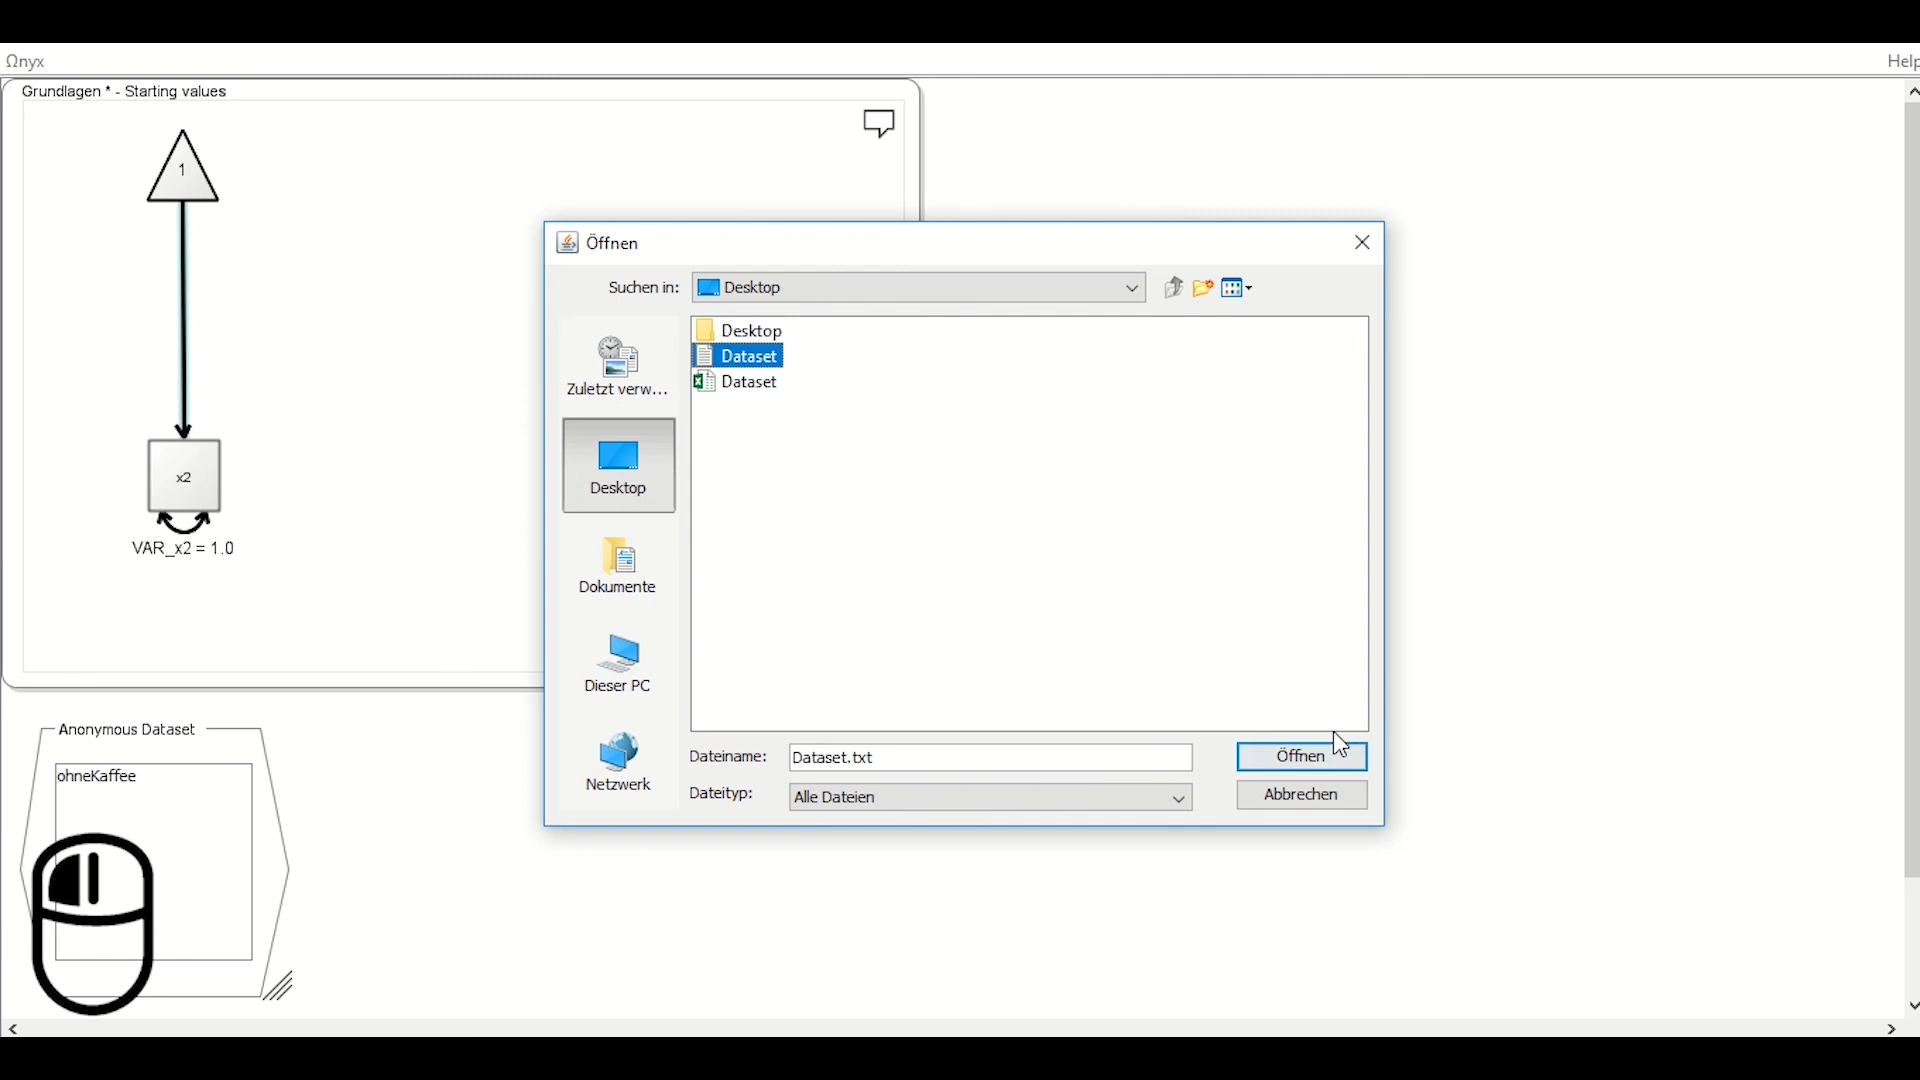 Ωnyx
Help
Grundlagen * - Starting values
1
x2
VAR_x2 = 1.0
Öffnen
Suchen in:
Desktop
Desktop
Dataset
Dataset
Zuletzt verw...
Desktop
Dokumente
Dieser PC
Netzwerk
Dateiname:
Dataset.txt
Öffnen
Dateityp:
Alle Dateien
Abbrechen
Anonymous Dataset
ohneKaffee